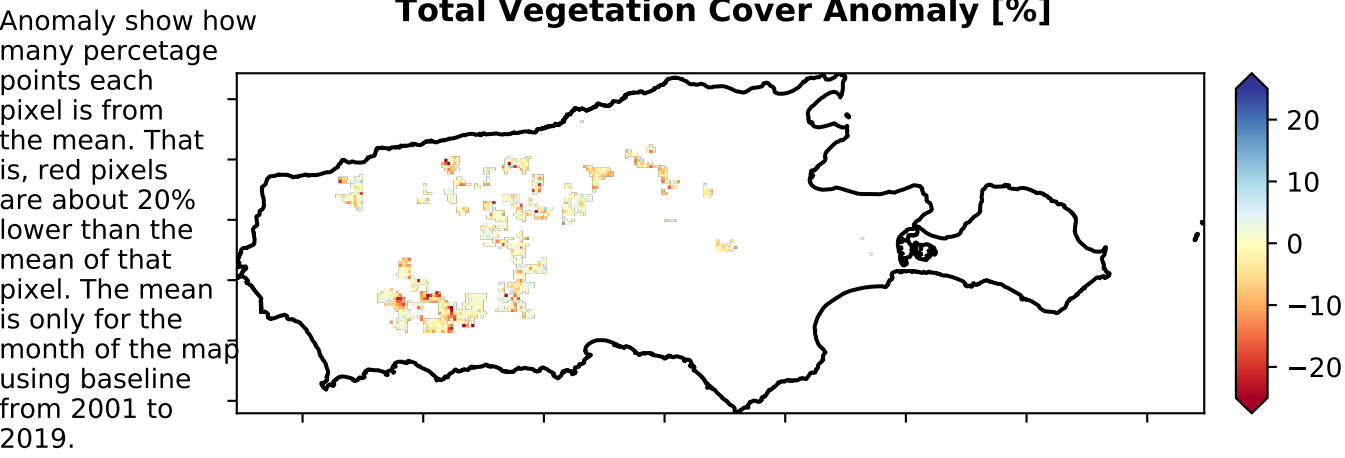 Total Vegetation Cover Anomaly [%]
Anomaly show how
many percetage
points each
pixel is from
the mean. That
is, red pixels
are about 20%
lower than the
mean of that
pixel. The mean
is only for the
month of the map
using baseline
from 2001 to
2019.
20
10
0
−10
−20